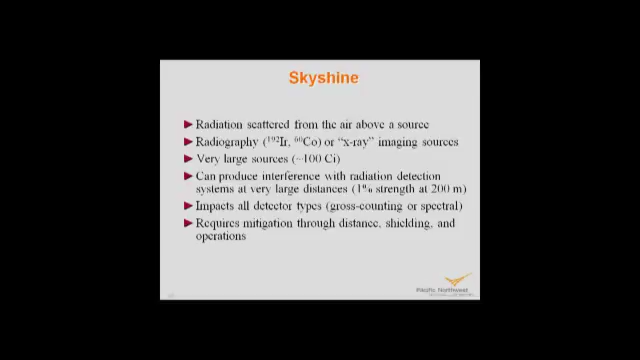 Skyshine
Radiation scattered from the air above a source
Radiography (¹⁹²Ir, ⁶⁰Co) or “x-ray” imaging sources
Very large sources (~100 Ci)
Can produce interference with radiation detection
systems at very large distances (1% strength at 200 m)
Impacts all detector types (gross-counting or spectral)
Requires mitigation through distance, shielding, and
operations
Pacific Northwest